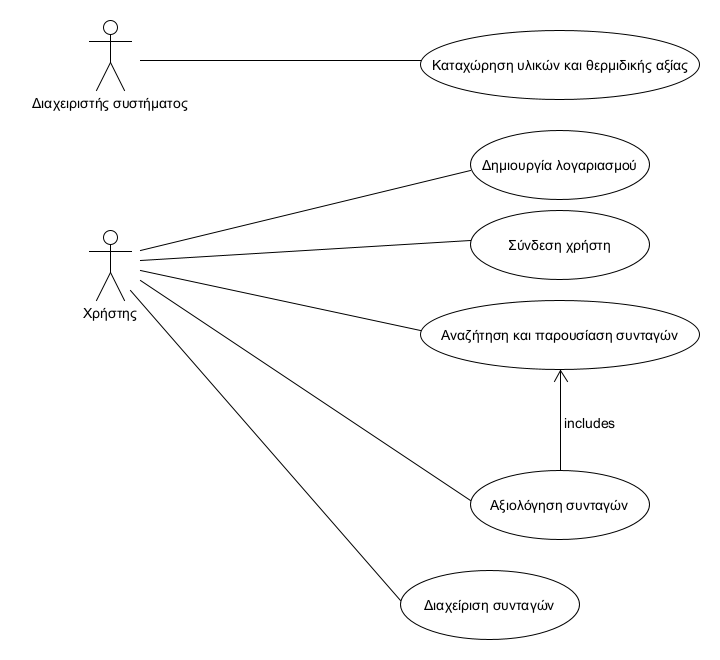 Καταχώρηση υλικών και θερμιδικής αξίας
Διαχειριστής συστήματος
Δημιουργία λογαριασμού
Σύνδεση χρήστη
Χρήστης
Αναζήτηση και παρουσίαση συνταγών
includes
Αξιολόγηση συνταγών
Διαχείριση συνταγών